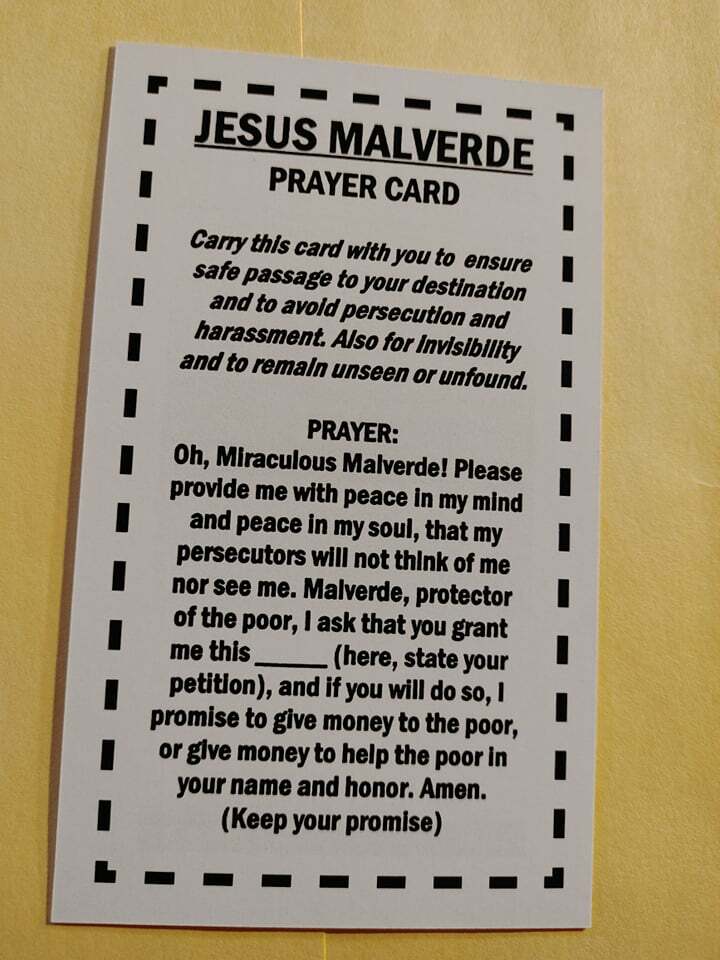 JESUS MALVERDE
PRAYER CARD
Carry this card with you to ensure
safe passage to your destination
and to avoid persecution and
harassment. Also for Invisibility
and to remain unseen or unfound.
PRAYER:
Oh, Miraculous Malverde! Please
provide me with peace in my mind
and peace in my soul, that my
persecutors will not think of me
nor see me. Malverde, protector
of the poor, I ask that you grant
me this ______ (here, state your
petition), and if you will do so, I
promise to give money to the poor,
or give money to help the poor in
your name and honor. Amen.
(Keep your promise)